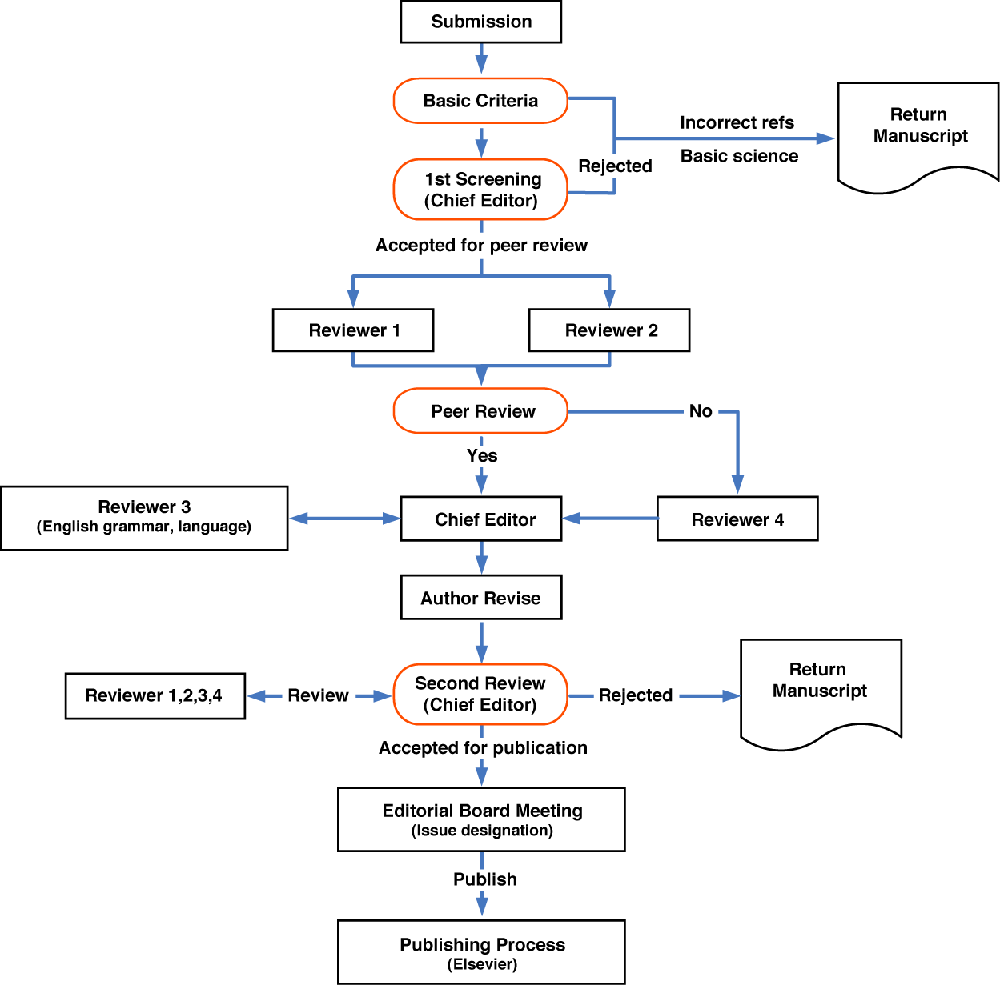 Submission
Basic Criteria
Incorrect refs
Basic science
Return
Manuscript
Rejected
1st Screening
(Chief Editor)
Accepted for peer review
Reviewer 1
Reviewer 2
Peer Review
No
Yes
Reviewer 3
(English grammar, language)
Chief Editor
Reviewer 4
Author Revise
Reviewer 1,2,3,4
Review
Second Review
(Chief Editor)
Rejected
Return
Manuscript
Accepted for publication
Editorial Board Meeting
(Issue designation)
Publish
Publishing Process
(Elsevier)